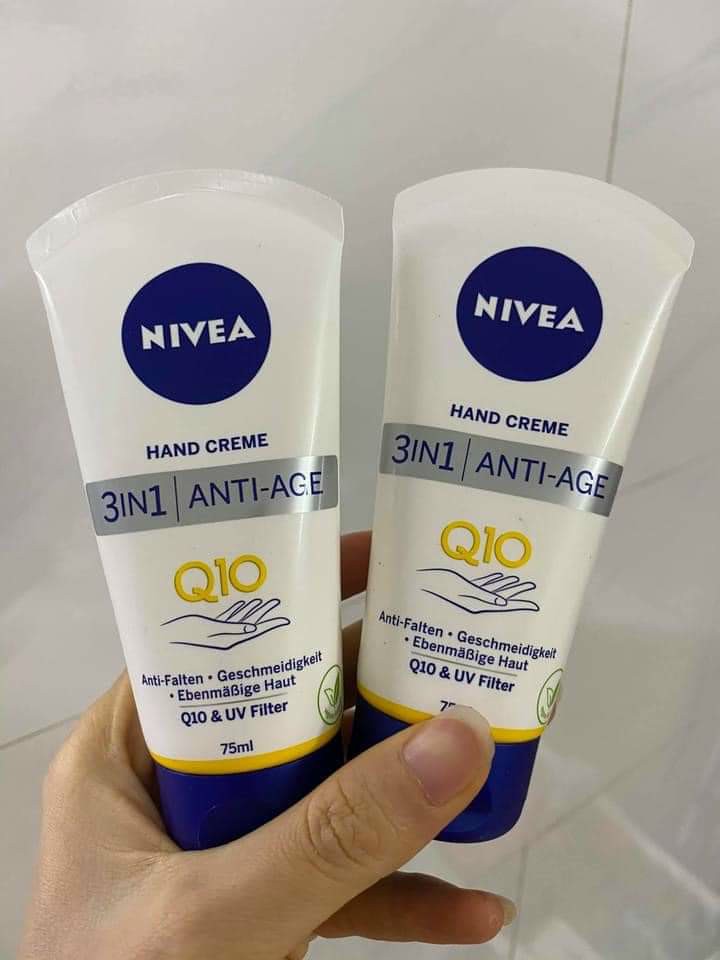 NIVEA
HAND CREME
3IN1 | ANTI-AGE
Q10
Anti-Falten • Geschmeidigkeit
• Ebenmäßige Haut
Q10 & UV Filter
75ml
NIVEA
HAND CREME
3IN1 | ANTI-AGE
Q10
Anti-Falten • Geschmeidigkeit
• Ebenmäßige Haut
Q10 & UV Filter